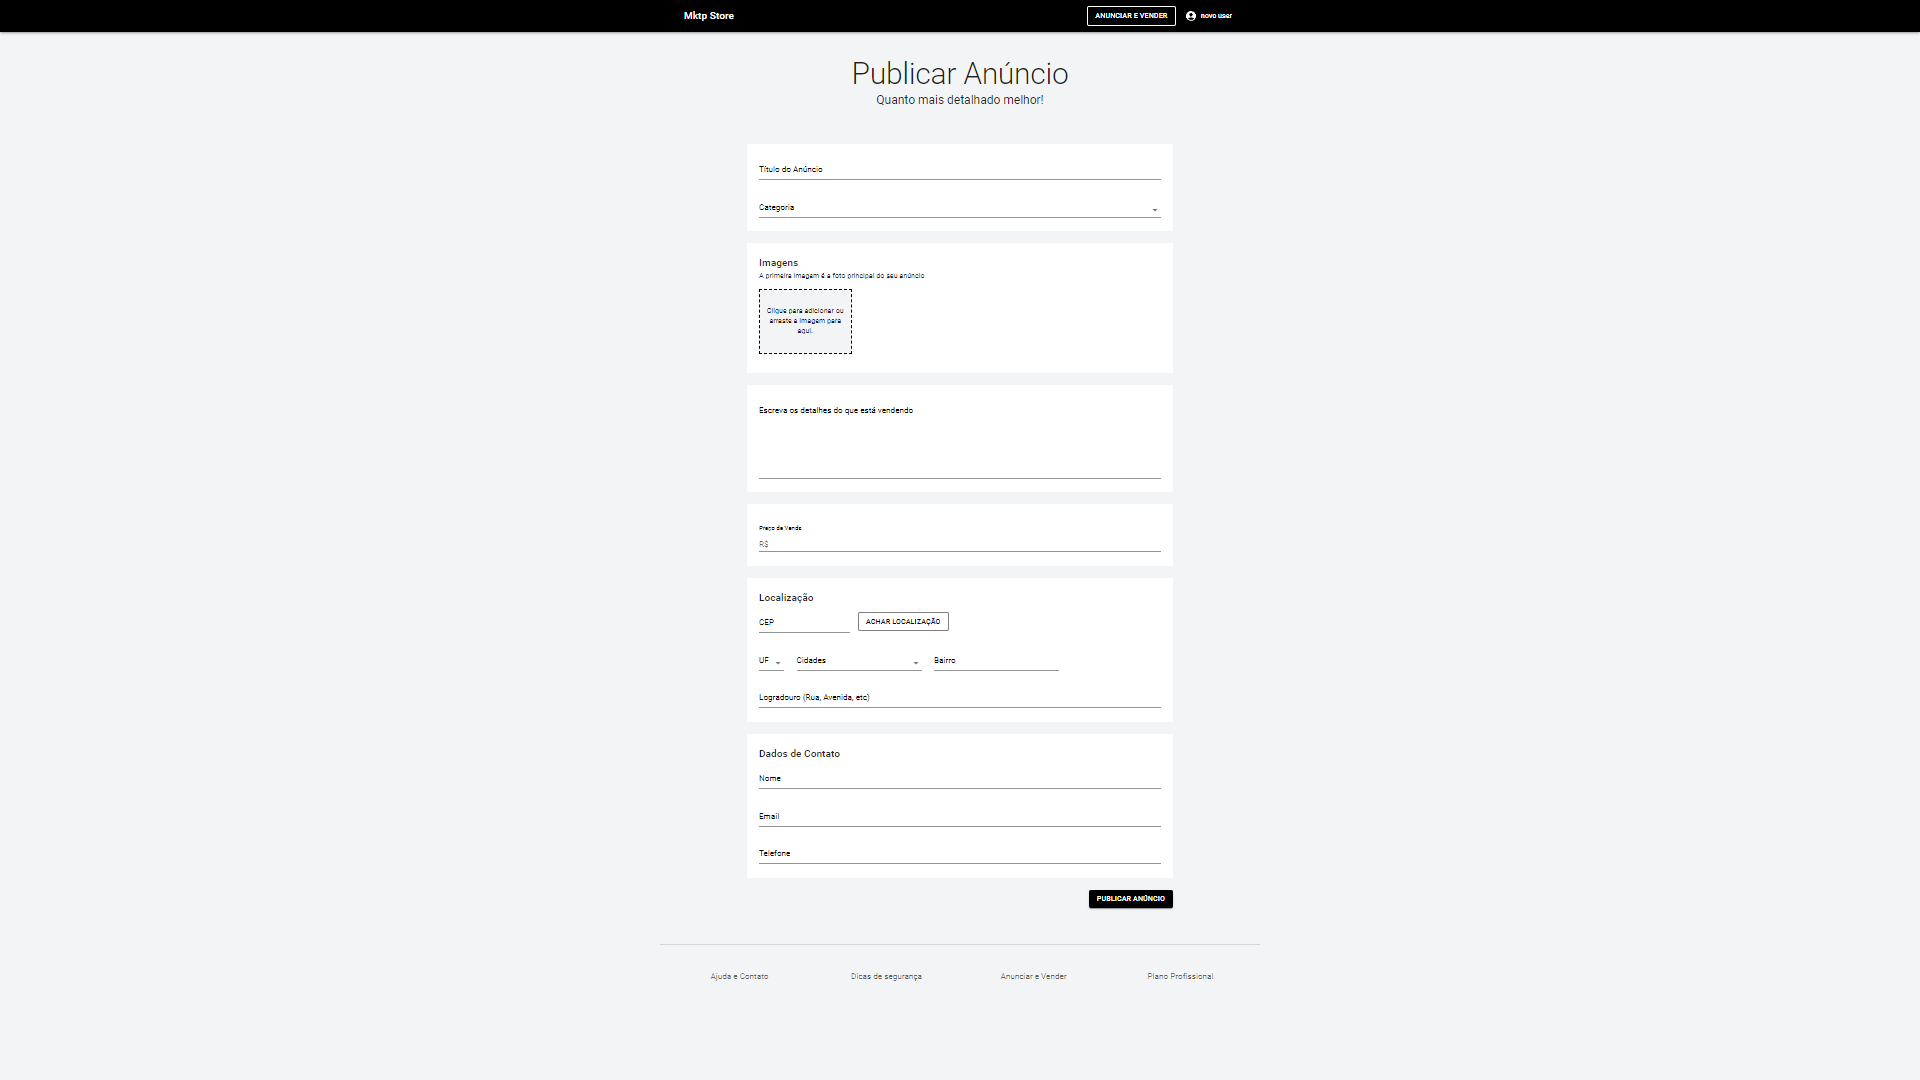 Mktp Store
ANUNCIAR E VENDER
novo user
Publicar Anúncio
Quanto mais detalhado melhor!
Título do Anúncio
Categoria
Imagens
A primeira imagem é a foto principal do seu anúncio
Clique para adicionar ou
arraste a imagem para
aqui.
Escreva os detalhes do que está vendendo
Preço de Venda
R$
Localização
CEP
ACHAR LOCALIZAÇÃO
UF
Cidades
Bairro
Logradouro (Rua, Avenida, etc)
Dados de Contato
Nome
Email
Telefone
PUBLICAR ANÚNCIO
Ajuda e Contato
Dicas de segurança
Anunciar e Vender
Plano Profissional